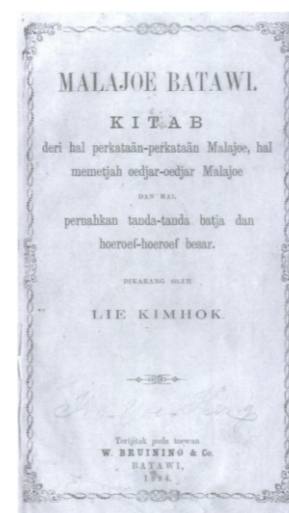 MALAJOE BATAWI.
KITAB
deri hal perkataän-perkataän Malajoe, hal
memetjah oedjar-oedjar Malajoe
DAN HAL
pernahkan tanda-tanda batja dan
hoeroef-hoeroef besar.
DIKARANG OLEH
LIE KIMHOK.
Tertjitak pada toewan
W. BRUINING & Co.
BATAWI,